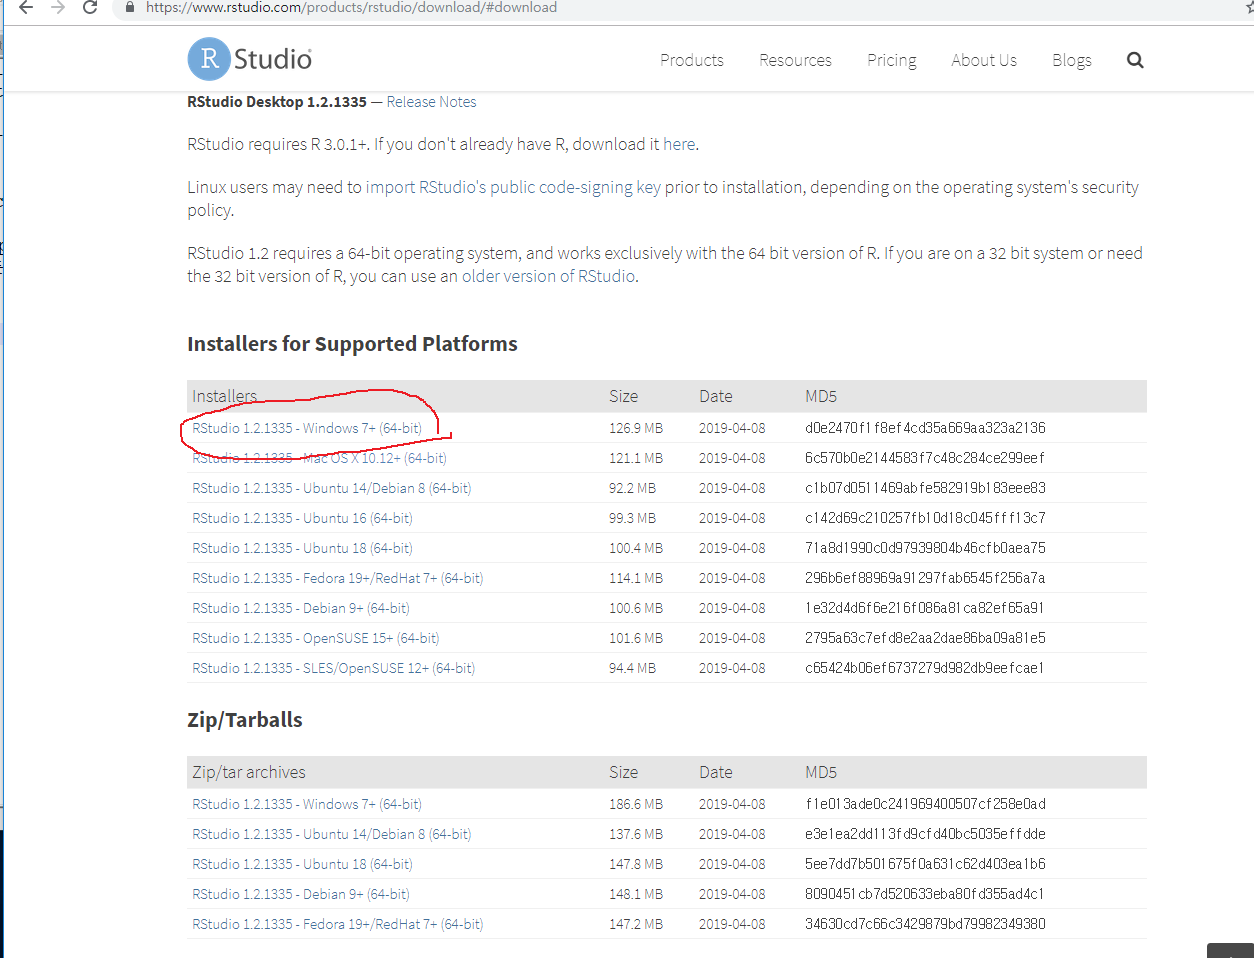 https://www.rstudio.com/products/rstudio/download/#download
R Studio
Products Resources Pricing About Us Blogs
RStudio Desktop 1.2.1335 — Release Notes
RStudio requires R 3.0.1+. If you don't already have R, download it here.
Linux users may need to import RStudio's public code-signing key prior to installation, depending on the operating system's security
policy.
RStudio 1.2 requires a 64-bit operating system, and works exclusively with the 64 bit version of R. If you are on a 32 bit system or need
the 32 bit version of R, you can use an older version of RStudio.
Installers for Supported Platforms
Installers Size Date MD5
RStudio 1.2.1335 - Windows 7+ (64-bit) 126.9 MB 2019-04-08 d0e2470f1f8ef4cd35a669aa323a2136
RStudio 1.2.1335 - Mac OS X 10.12+ (64-bit) 121.1 MB 2019-04-08 6c570b0e2144583f7c48c284ce299eef
RStudio 1.2.1335 - Ubuntu 14/Debian 8 (64-bit) 92.2 MB 2019-04-08 c1b07d0511469abfe582919b183eee83
RStudio 1.2.1335 - Ubuntu 16 (64-bit) 99.3 MB 2019-04-08 c142d69c210257fb10d18c045fff13c7
RStudio 1.2.1335 - Ubuntu 18 (64-bit) 100.4 MB 2019-04-08 71a8d1990c0d97939804b46cfb0aea75
RStudio 1.2.1335 - Fedora 19+/RedHat 7+ (64-bit) 114.1 MB 2019-04-08 296b6ef88969a91297fab6545f256a7a
RStudio 1.2.1335 - Debian 9+ (64-bit) 100.6 MB 2019-04-08 1e32d4d6f6e216f086a81ca82ef65a91
RStudio 1.2.1335 - OpenSUSE 15+ (64-bit) 101.6 MB 2019-04-08 2795a63c7efd8e2aa2dae86ba09a81e5
RStudio 1.2.1335 - SLES/OpenSUSE 12+ (64-bit) 94.4 MB 2019-04-08 c65424b06ef6737279d982db9eefcae1
Zip/Tarballs
Zip/tar archives Size Date MD5
RStudio 1.2.1335 - Windows 7+ (64-bit) 186.6 MB 2019-04-08 f1e013ade0c241969400507cf258e0ad
RStudio 1.2.1335 - Ubuntu 14/Debian 8 (64-bit) 137.6 MB 2019-04-08 e3e1ea2dd113fd9cfd40bc5035effdde
RStudio 1.2.1335 - Ubuntu 18 (64-bit) 147.8 MB 2019-04-08 5ee7dd7b501675f0a631c62d403ea1b6
RStudio 1.2.1335 - Debian 9+ (64-bit) 148.1 MB 2019-04-08 8090451cb7d520633eba80fd355ad4c1
RStudio 1.2.1335 - Fedora 19+/RedHat 7+ (64-bit) 147.2 MB 2019-04-08 34630cd7c66c3429879bd79982349380